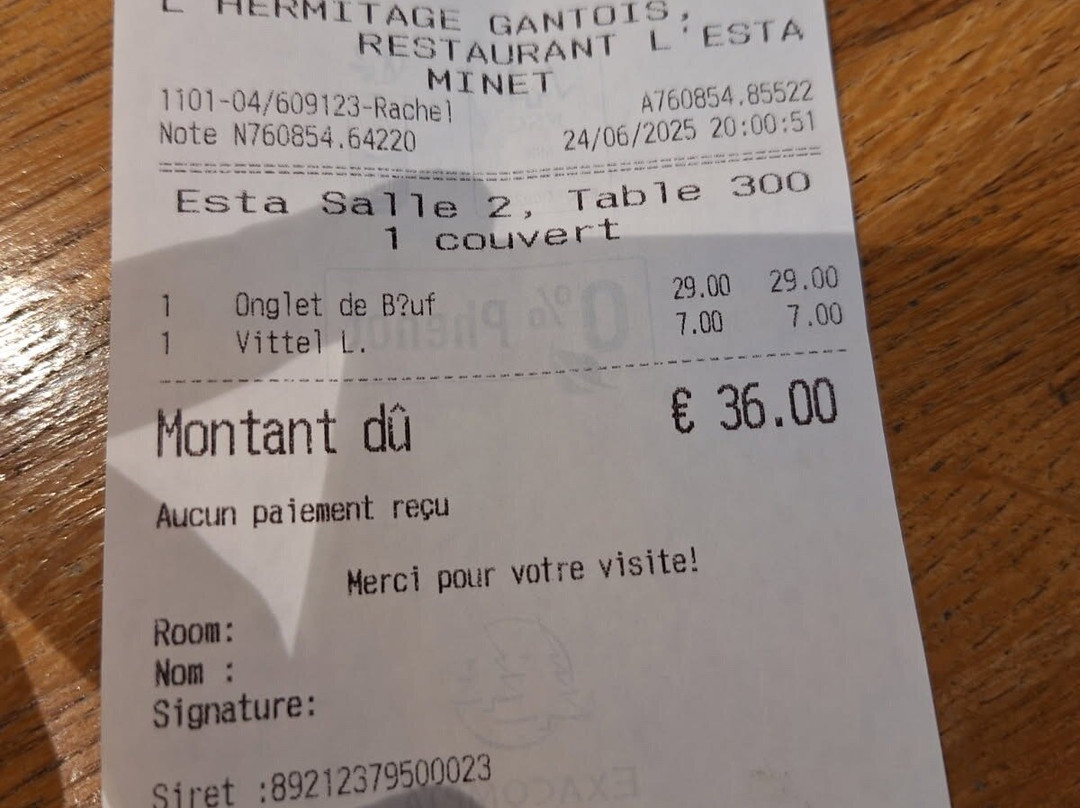 L'HERMITAGE GANTOIS,
RESTAURANT L'ESTA
MINET
1101-04/609123-Rachel A760854.85522
Note N760854.64220 24/06/2025 20:00:51
Esta Salle 2, Table 300
1 couvert
1 Onglet de B?uf 29.00 29.00
1 Vittel L. 7.00 7.00
Montant dû € 36.00
Aucun paiement reçu
Merci pour votre visite!
Room:
Nom :
Signature:
Siret :89212379500023